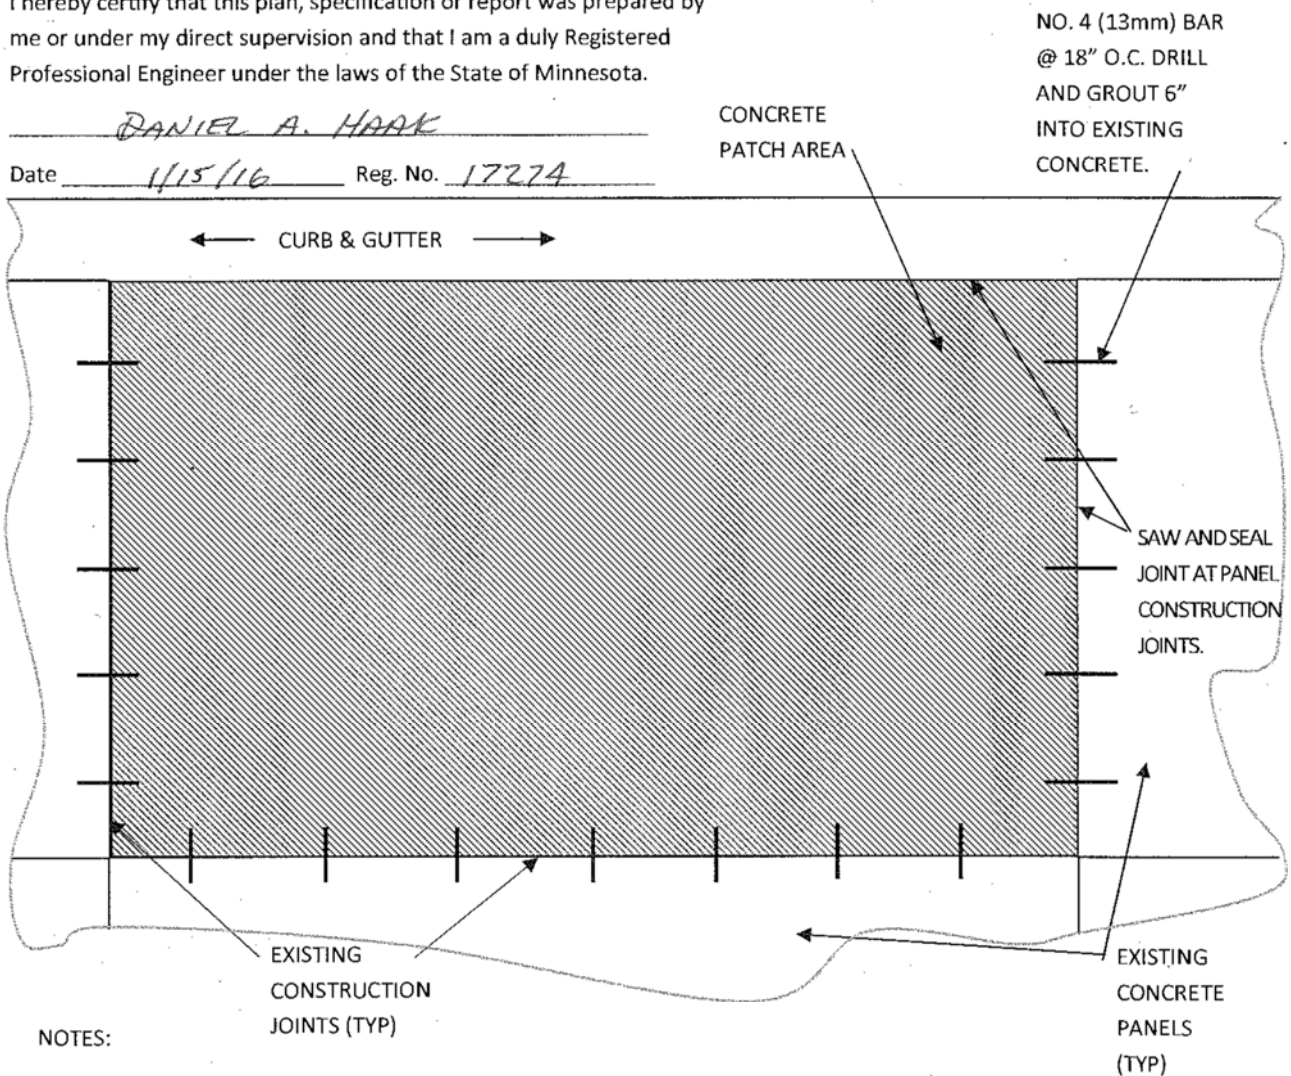 I hereby certify that this plan, specification or report was prepared by
me or under my direct supervision and that I am a duly Registered
Professional Engineer under the laws of the State of Minnesota.
DANIEL A. HAAK
Date 1/15/16 Reg. No. 17274
CONCRETE
PATCH AREA
NO. 4 (13mm) BAR
@ 18" O.C. DRILL
AND GROUT 6"
INTO EXISTING
CONCRETE.
CURB & GUTTER
SAW AND SEAL
JOINT AT PANEL
CONSTRUCTION
JOINTS.
EXISTING
CONSTRUCTION
JOINTS (TYP)
EXISTING
CONCRETE
PANELS
(TYP)
NOTES: